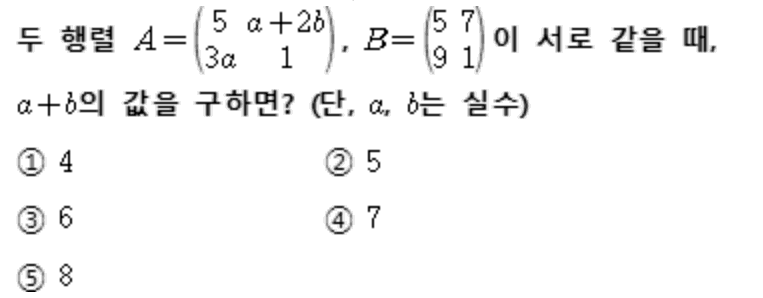 두 행렬 A=(5 a+2b
3a 1), B=(5 7
9 1)이 서로 같을 때,
a+b의 값을 구하면? (단, a, b는 실수)
① 4 ② 5
③ 6 ④ 7
⑤ 8